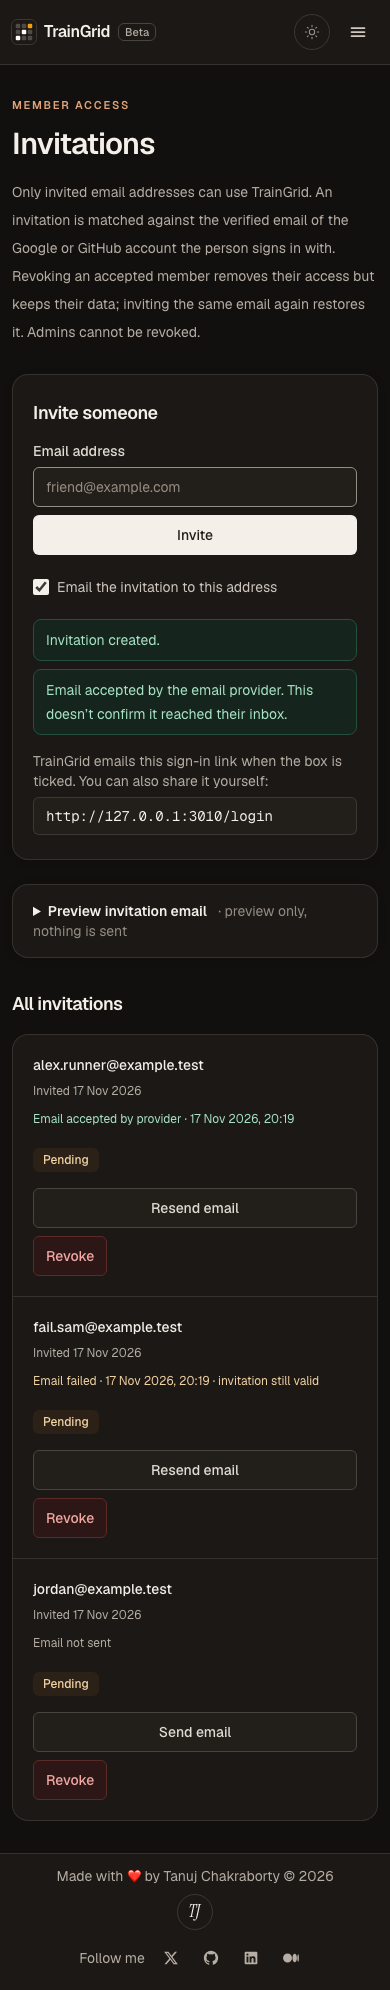 TrainGrid Beta
MEMBER ACCESS
Invitations
Only invited email addresses can use TrainGrid. An
invitation is matched against the verified email of the
Google or GitHub account the person signs in with.
Revoking an accepted member removes their access but
keeps their data; inviting the same email again restores
it. Admins cannot be revoked.
Invite someone
Email address
friend@example.com
Invite
Email the invitation to this address
Invitation created.
Email accepted by the email provider. This
doesn't confirm it reached their inbox.
TrainGrid emails this sign-in link when the box is
ticked. You can also share it yourself:
http://127.0.0.1:3010/login
Preview invitation email · preview only,
nothing is sent
All invitations
alex.runner@example.test
Invited 17 Nov 2026
Email accepted by provider · 17 Nov 2026, 20:19
Pending
Resend email
Revoke
fail.sam@example.test
Invited 17 Nov 2026
Email failed · 17 Nov 2026, 20:19 · invitation still valid
Pending
Resend email
Revoke
jordan@example.test
Invited 17 Nov 2026
Email not sent
Pending
Send email
Revoke
Made with ❤️ by Tanuj Chakraborty © 2026
TJ
Follow me